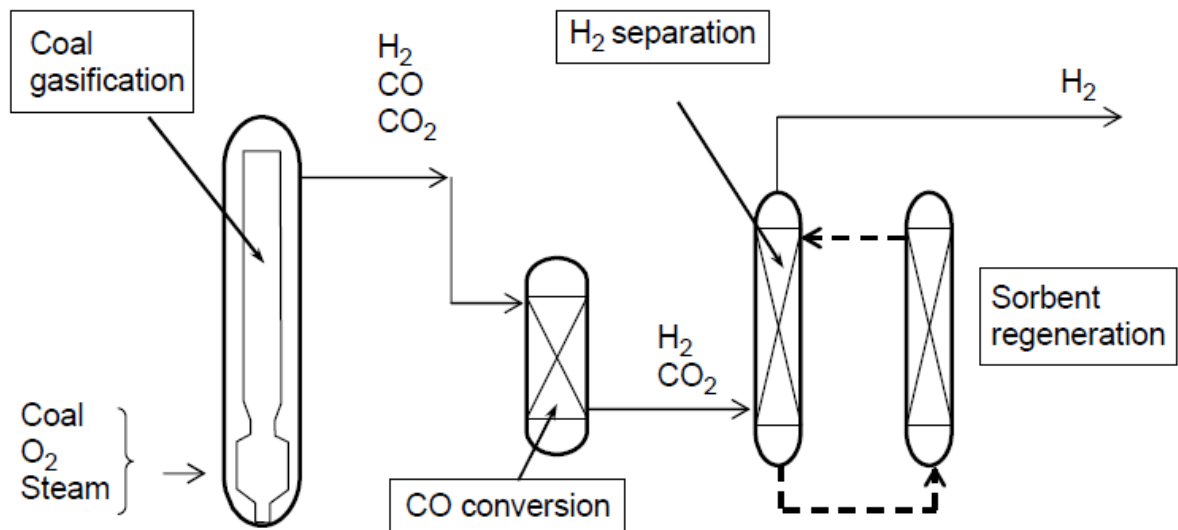 Coal
gasification
H₂
CO
CO₂
H₂ separation
H₂
Sorbent
regeneration
H₂
CO₂
Coal
O₂
Steam
CO conversion